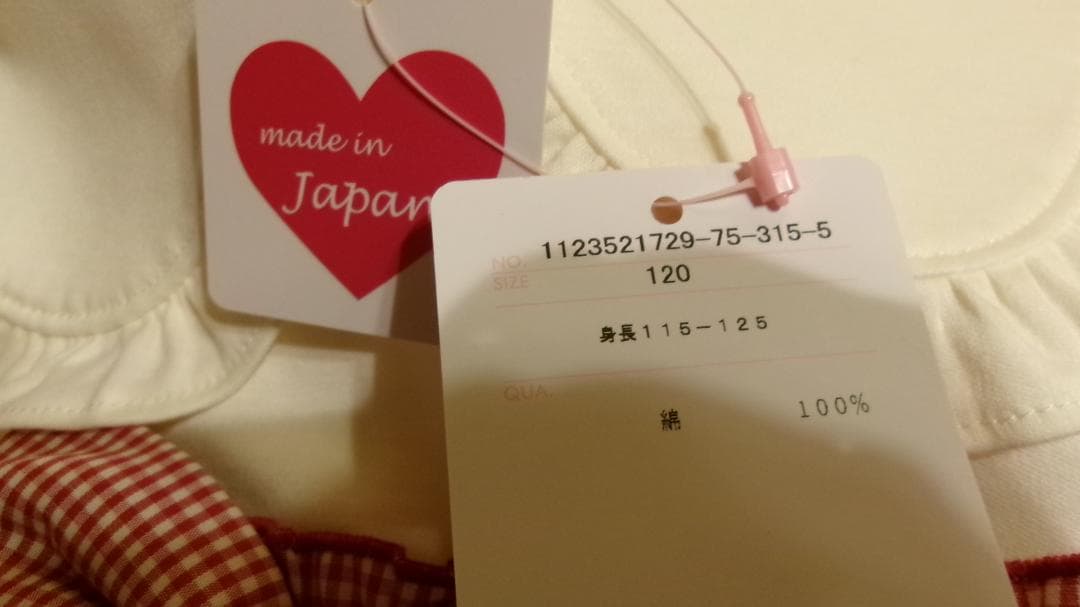 made in
Japan
NO. 1123521729-75-315-5
SIZE 120
身長115-125
QUA.
綿 100%